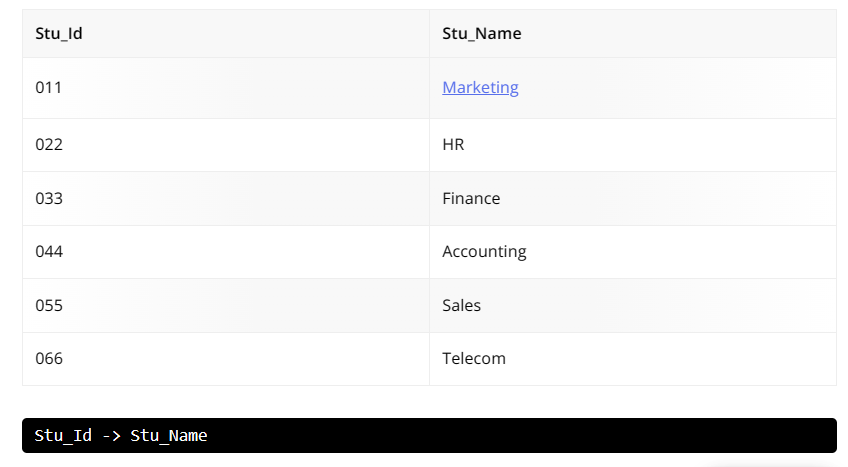 Stu_Id Stu_Name
011 Marketing
022 HR
033 Finance
044 Accounting
055 Sales
066 Telecom
Stu_Id -> Stu_Name